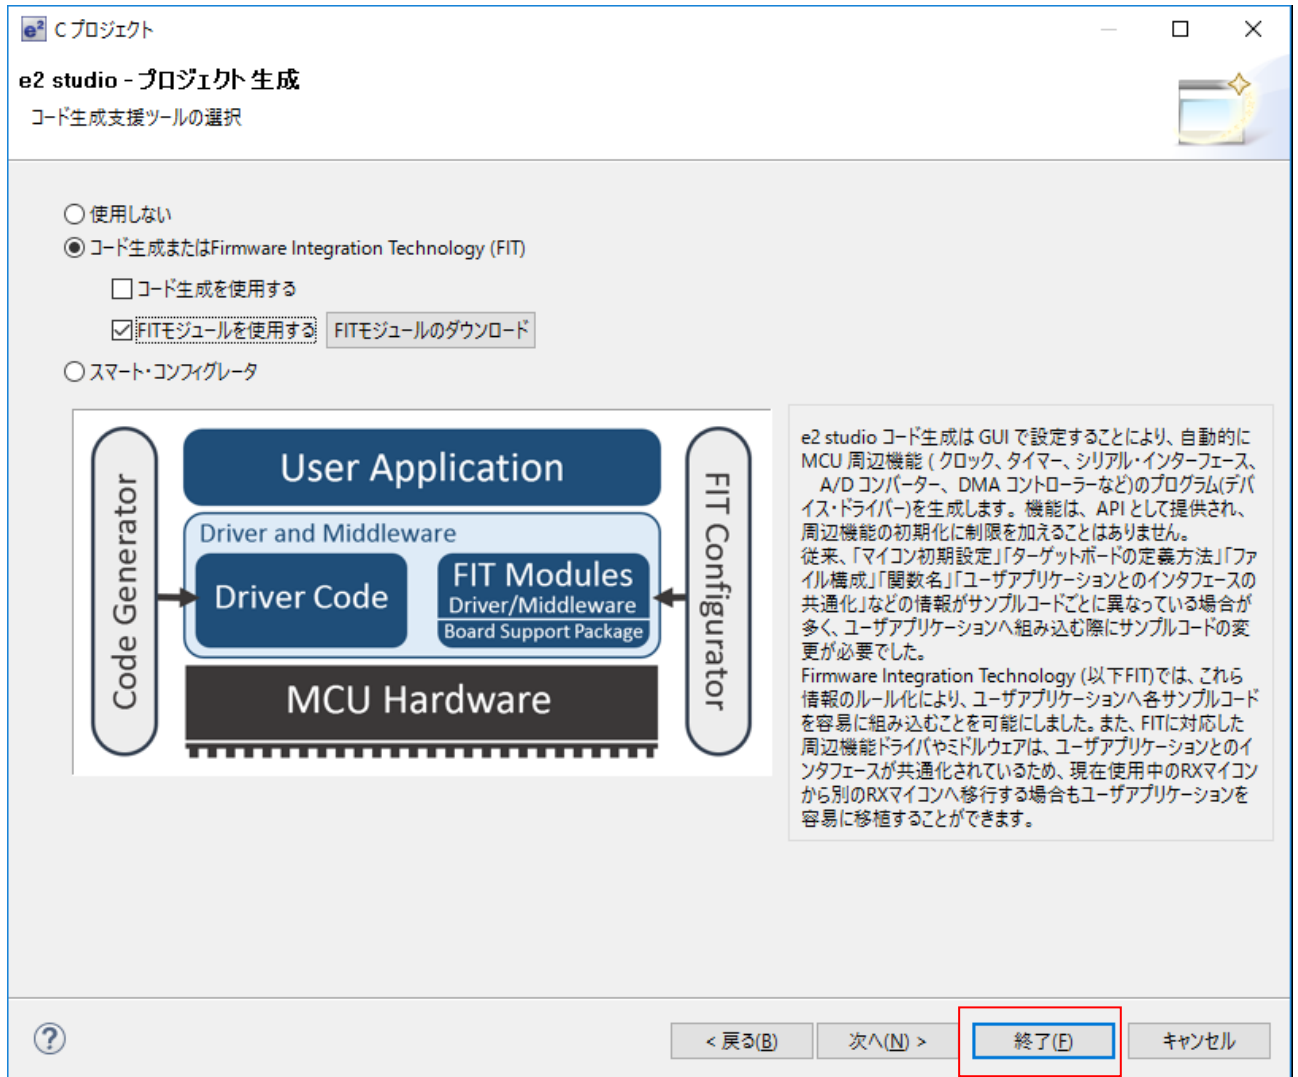 e² C プロジェクト
e2 studio - プロジェクト 生成
コード生成支援ツールの選択
使用しない
コード生成またはFirmware Integration Technology (FIT)
コード生成を使用する
FITモジュールを使用する FITモジュールのダウンロード
スマート・コンフィグレータ
Code Generator
User Application
Driver and Middleware
Driver Code
FIT Modules
Driver/Middleware
Board Support Package
MCU Hardware
FIT Configurator
e2 studio コード生成は GUI で設定することにより、自動的に
MCU 周辺機能 ( クロック、タイマー、シリアル・インターフェース、
A/D コンバーター、 DMA コントローラーなど)のプログラム(デバ
イス・ドライバー)を生成します。機能は、API として提供され、
周辺機能の初期化に制限を加えることはありません。
従来、「マイコン初期設定」「ターゲットボードの定義方法」「ファ
イル構成」「関数名」「ユーザアプリケーションとのインタフェースの
共通化」などの情報がサンプルコードごとに異なっている場合が
多く、ユーザアプリケーションへ組み込む際にサンプルコードの変
更が必要でした。
Firmware Integration Technology (以下FIT)では、これら
情報のルール化により、ユーザアプリケーションへ各サンプルコード
を容易に組み込むことを可能にしました。また、FITに対応した
周辺機能ドライバやミドルウェアは、ユーザアプリケーションとのイ
ンタフェースが共通化されているため、現在使用中のRXマイコン
から別のRXマイコンへ移行する場合もユーザアプリケーションを
容易に移植することができます。
?
< 戻る(B) 次へ(N) > 終了(F) キャンセル